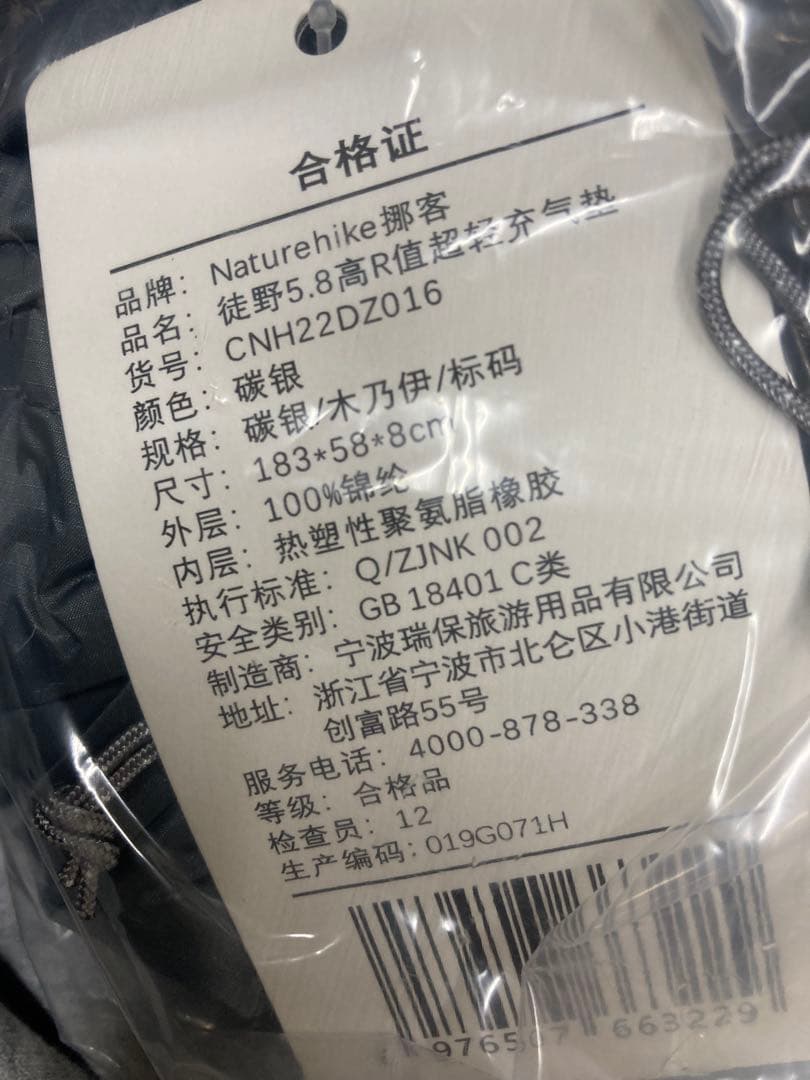 合格证
品牌：Naturehike挪客
品名：徒野5.8高R值超轻充气垫
货号：CNH22DZ016
颜色：碳银
规格：碳银/木乃伊/标码
尺寸：183*58*8cm
外层：100%锦纶
内层：热塑性聚氨脂橡胶
执行标准：Q/ZJNK 002
安全类别：GB 18401 C类
制造商：宁波瑞保旅游用品有限公司
地址：浙江省宁波市北仑区小港街道
创富路55号
服务电话：4000-878-338
等级：合格品
检查员：12
生产编码：019G071H
976507 663229